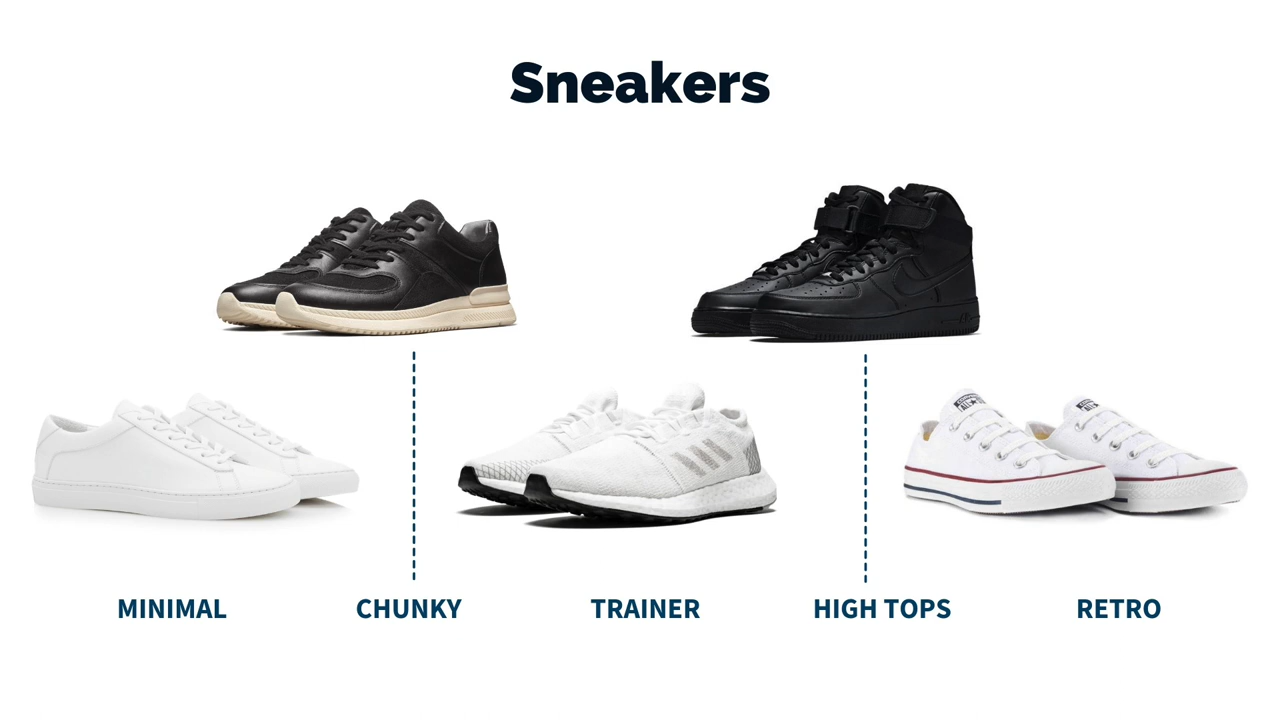 Sneakers
MINIMAL
CHUNKY
TRAINER
HIGH TOPS
RETRO